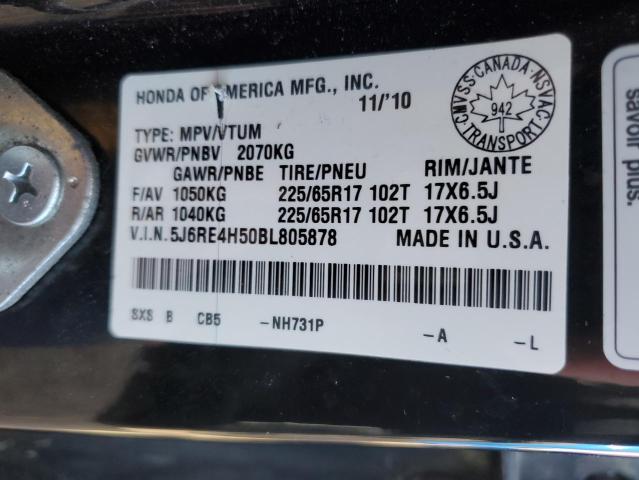 HONDA OF AMERICA MFG., INC.
11/'10
CMVSS·CANADA·NSVAC
942
TRANSPORT
TYPE: MPV/VTUM
GVWR/PNBV 2070KG
GAWR/PNBE TIRE/PNEU RIM/JANTE
F/AV 1050KG 225/65R17 102T 17X6.5J
R/AR 1040KG 225/65R17 102T 17X6.5J
V.I.N. 5J6RE4H50BL805878 MADE IN U.S.A.
SXS B CB5 -NH731P -A -L
savoir plus.